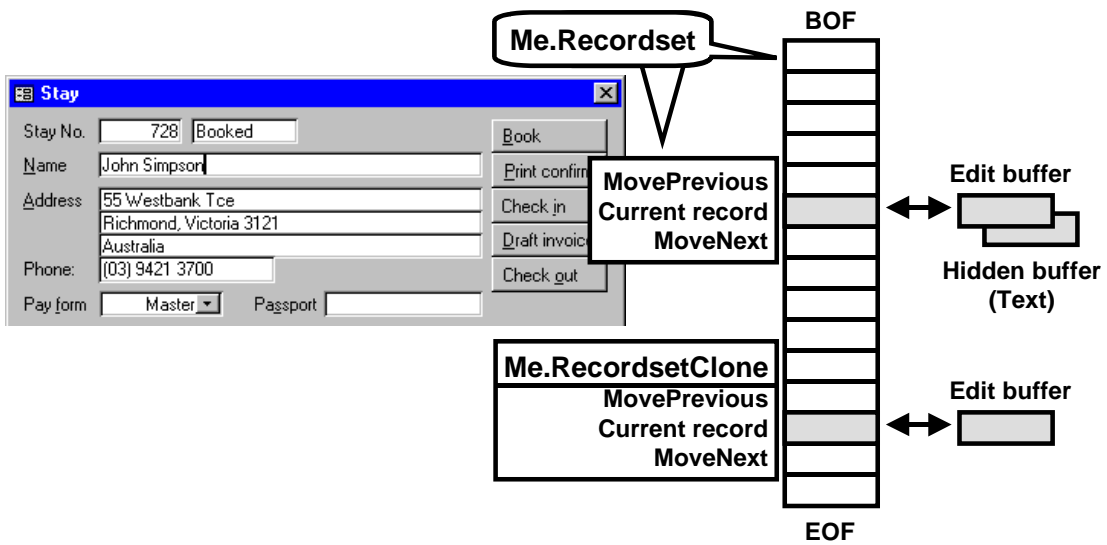 BOF
Me.Recordset
Stay
Stay No. 728 Booked
Name John Simpson
Address 55 Westbank Tce
Richmond, Victoria 3121
Australia
Phone: (03) 9421 3700
Pay form Master Passport
Book
Print confirm
Check in
Draft invoice
Check out
MovePrevious
Current record
MoveNext
Edit buffer
Hidden buffer
(Text)
Me.RecordsetClone
MovePrevious
Current record
MoveNext
Edit buffer
EOF